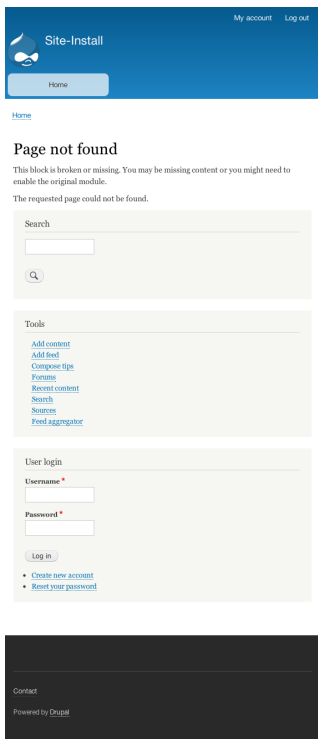 My account Log out
Site-Install
Home
Home
Page not found
This block is broken or missing. You may be missing content or you might need to
enable the original module.
The requested page could not be found.
Search
Tools
Add content
Add feed
Compose tips
Forums
Recent content
Search
Sources
Feed aggregator
User login
Username *
Password *
Log in
Create new account
Reset your password
Contact
Powered by Drupal